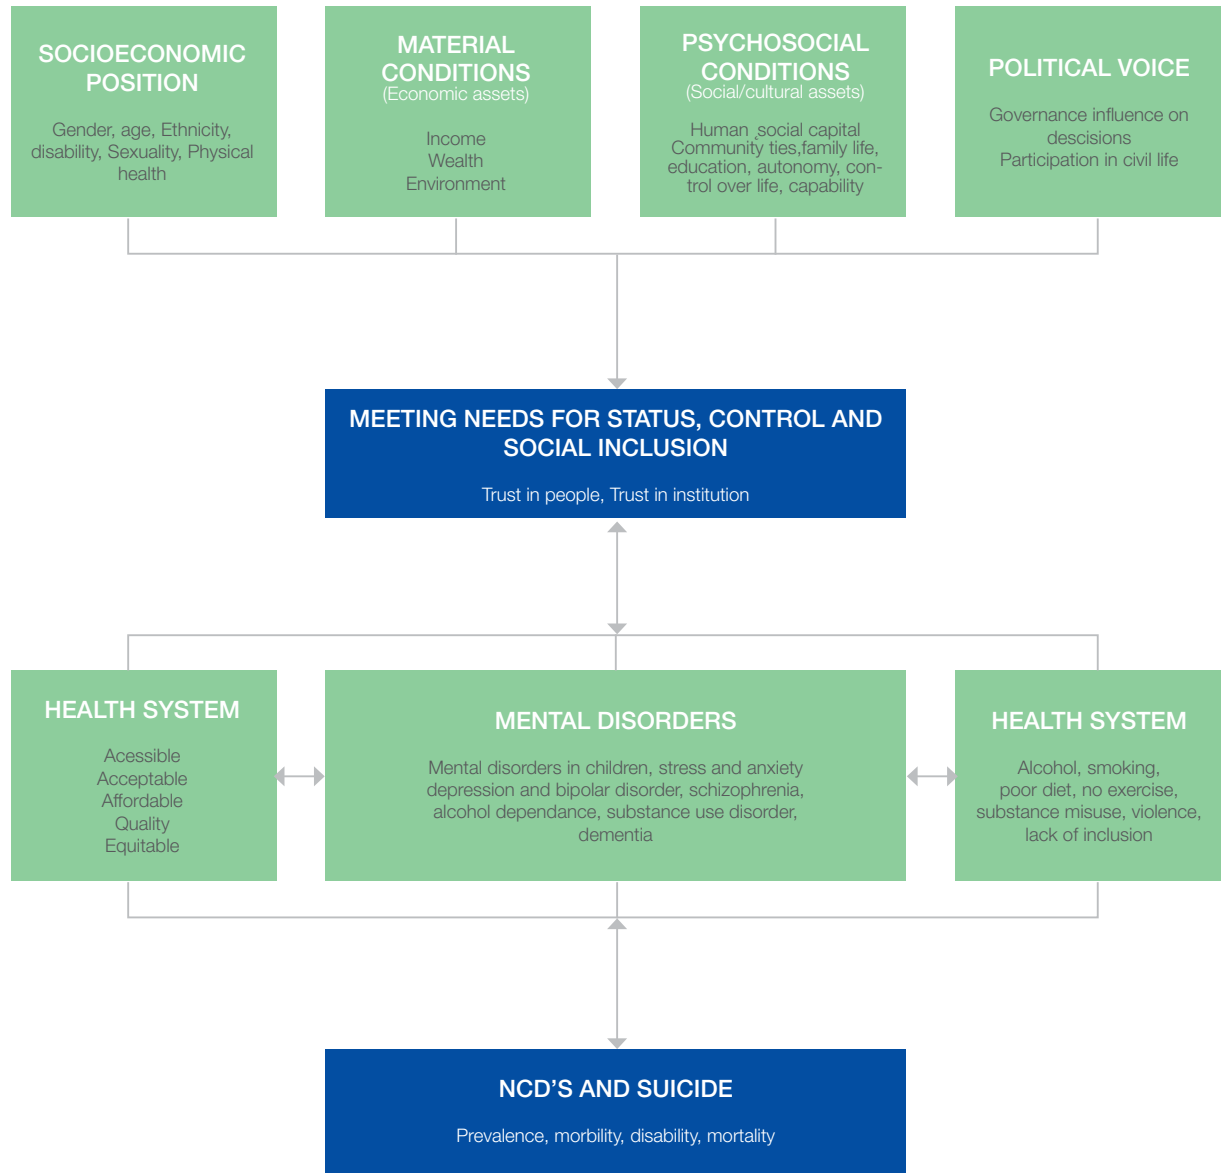 SOCIOECONOMIC
POSITION
Gender, age, Ethnicity,
disability, Sexuality, Physical
health
MATERIAL
CONDITIONS
(Economic assets)
Income
Wealth
Environment
PSYCHOSOCIAL
CONDITIONS
(Social/cultural assets)
Human ,social capital
Community ties,family life,
education, autonomy, con-
trol over life, capability
POLITICAL VOICE
Governance influence on
descisions
Participation in civil life
MEETING NEEDS FOR STATUS, CONTROL AND
SOCIAL INCLUSION
Trust in people, Trust in institution
HEALTH SYSTEM
Acessible
Acceptable
Affordable
Quality
Equitable
MENTAL DISORDERS
Mental disorders in children, stress and anxiety
depression and bipolar disorder, schizophrenia,
alcohol dependance, substance use disorder,
dementia
HEALTH SYSTEM
Alcohol, smoking,
poor diet, no exercise,
substance misuse, violence,
lack of inclusion
NCD'S AND SUICIDE
Prevalence, morbility, disability, mortality